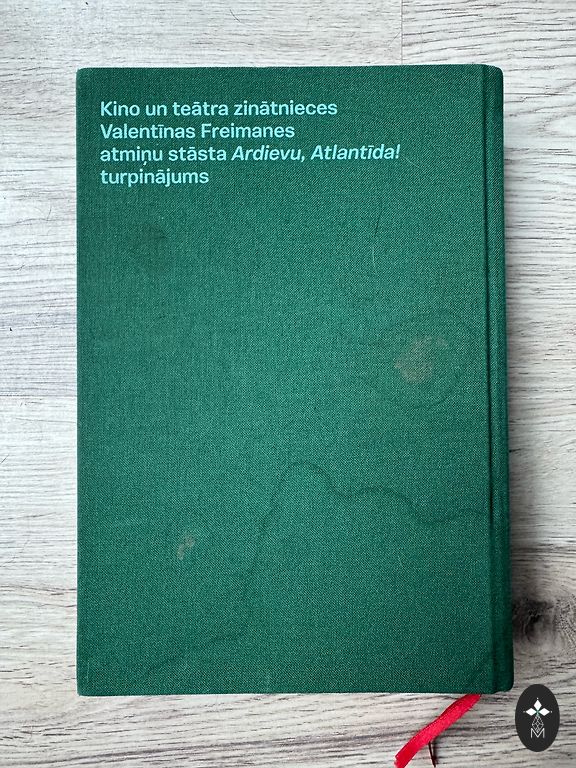 Kino un teātra zinātnieces
Valentīnas Freimanes
atmiņu stāsta Ardievu, Atlantīda!
turpinājums